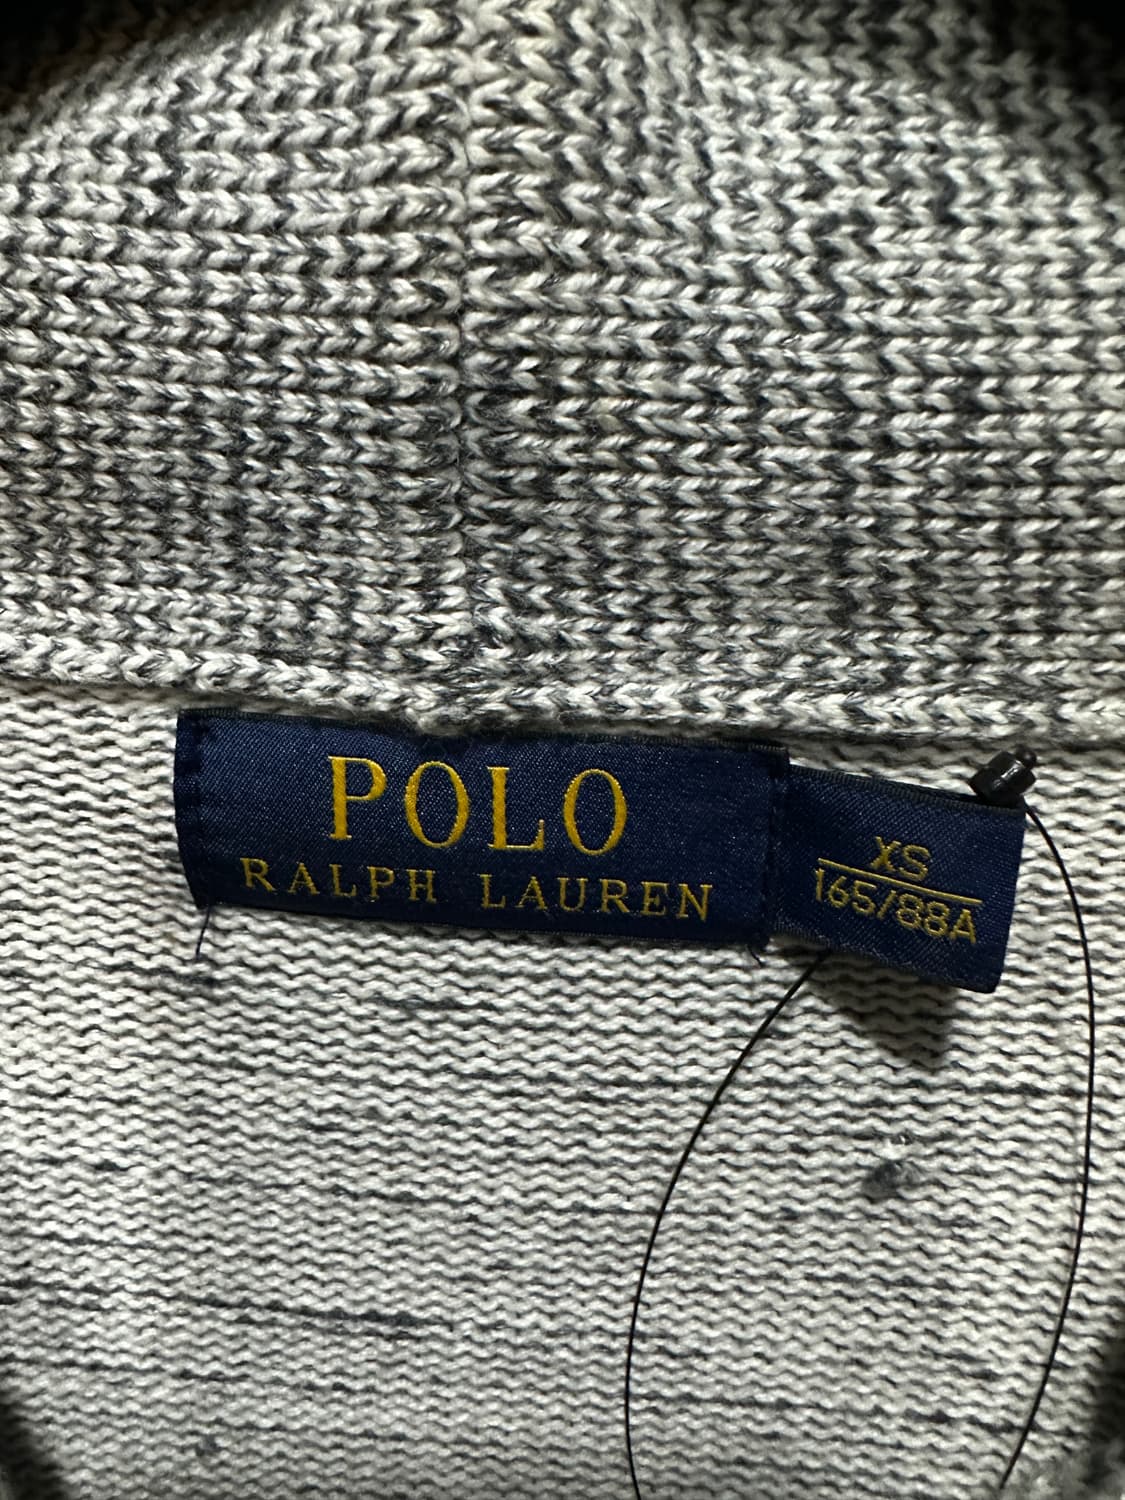 POLO
RALPH LAUREN
XS
165/88A